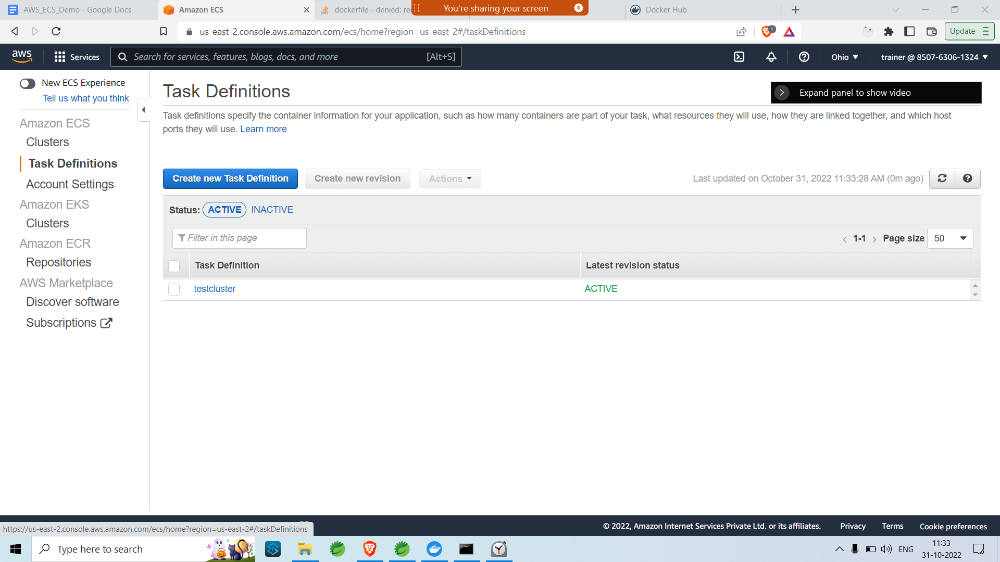 AWS_ECS_Demo - Google Docs
Amazon ECS
dockerfile - denied: re
You're sharing your screen
Docker Hub
us-east-2.console.aws.amazon.com/ecs/home?region=us-east-2#/taskDefinitions
1
Update
aws
Services
Search for services, features, blogs, docs, and more
[Alt+S]
Ohio
trainer @ 8507-6306-1324
New ECS Experience
Tell us what you think
Amazon ECS
Clusters
Task Definitions
Account Settings
Amazon EKS
Clusters
Amazon ECR
Repositories
AWS Marketplace
Discover software
Subscriptions
Task Definitions
Expand panel to show video
Task definitions specify the container information for your application, such as how many containers are part of your task, what resources they will use, how they are linked together, and which host
ports they will use. Learn more
Create new Task Definition
Create new revision
Actions
Last updated on October 31, 2022 11:33:28 AM (0m ago)
Status: ACTIVE INACTIVE
Filter in this page
1-1
Page size 50
Task Definition
Latest revision status
testcluster
ACTIVE
© 2022, Amazon Internet Services Private Ltd. or its affiliates.
Privacy
Terms
Cookie preferences
https://us-east-2.console.aws.amazon.com/ecs/home?region=us-east-2#/taskDefinitions
Type here to search
ENG
11:33
31-10-2022